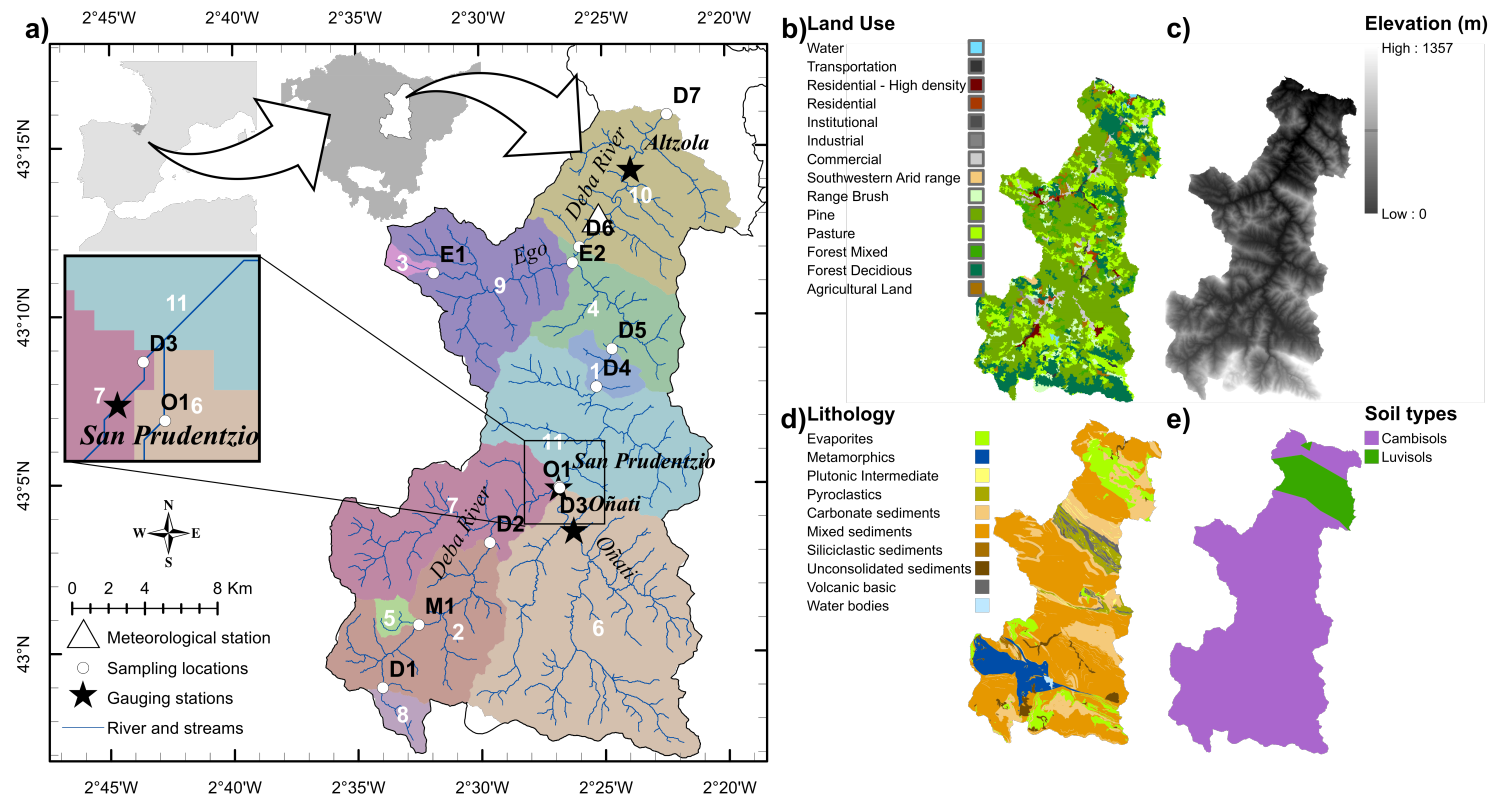 a)
2°45'W 2°40'W 2°35'W 2°30'W 2°25'W 2°20'W
43°15'N
43°10'N
43°5'N
43°N
D7
Altzola
Deba River
10
D6
E2
Ego
E1
3
9
4
D5
D4
1
11
D3
7
O1
6
San Prudentzio
11
San Prudentzio
O1
D3
Oñati
7
Deba River
D2
Oñati
M1
5
2
6
D1
8
N
W E
S
0 2 4 8 Km
Meteorological station
Sampling locations
Gauging stations
River and streams
2°45'W 2°40'W 2°35'W 2°30'W 2°25'W 2°20'W
b) Land Use
Water
Transportation
Residential - High density
Residential
Institutional
Industrial
Commercial
Southwestern Arid range
Range Brush
Pine
Pasture
Forest Mixed
Forest Decidious
Agricultural Land
c) Elevation (m)
High : 1357
Low : 0
d) Lithology
Evaporites
Metamorphics
Plutonic Intermediate
Pyroclastics
Carbonate sediments
Mixed sediments
Siliciclastic sediments
Unconsolidated sediments
Volcanic basic
Water bodies
e) Soil types
Cambisols
Luvisols